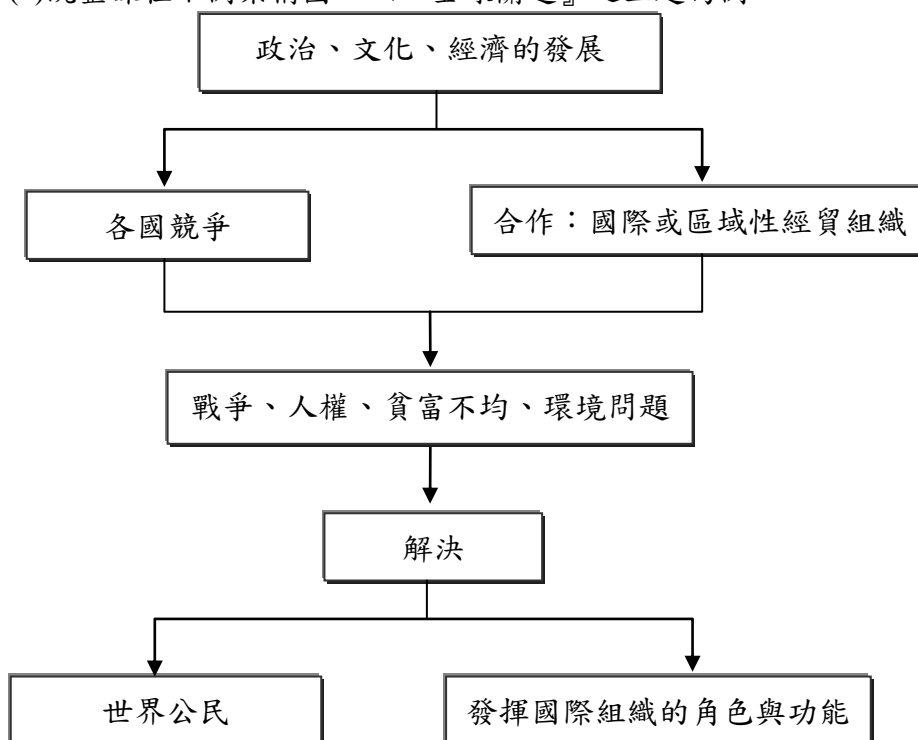 政治、文化、經濟的發展
各國競爭
合作：國際或區域性經貿組織
戰爭、人權、貧富不均、環境問題
解決
世界公民
發揮國際組織的角色與功能